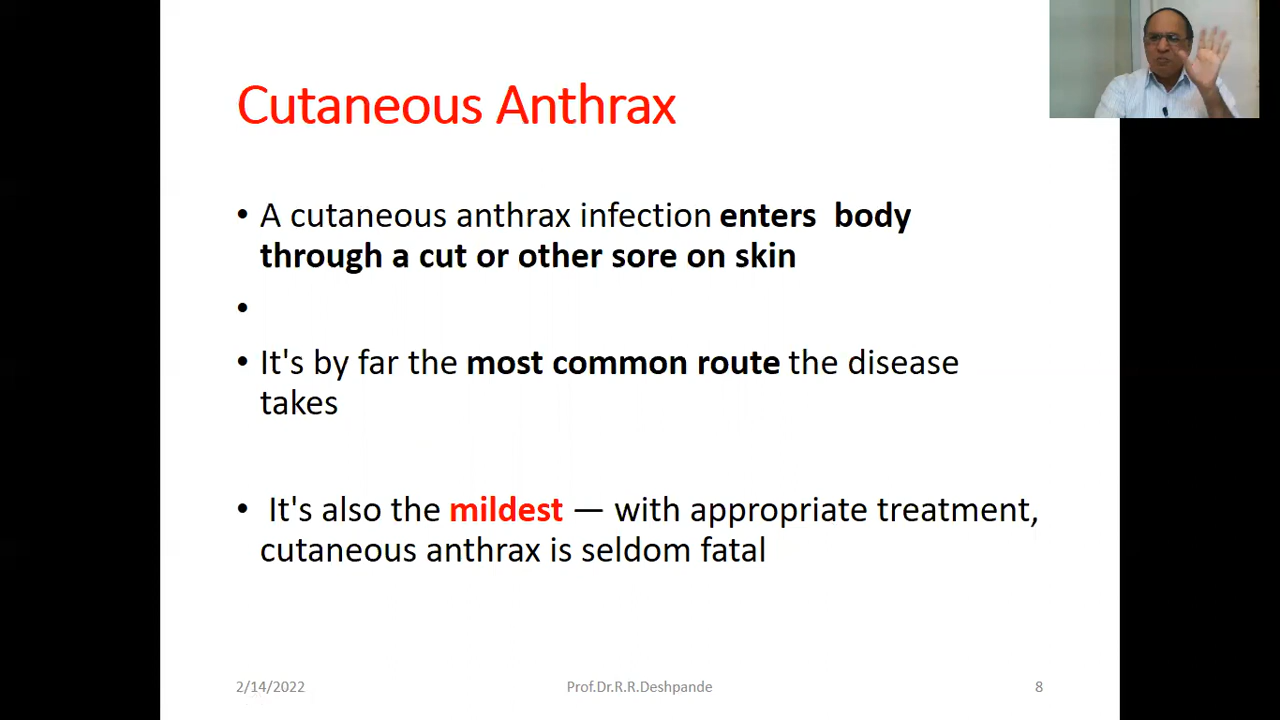 Cutaneous Anthrax
• A cutaneous anthrax infection enters  body
through a cut or other sore on skin
•
• It's by far the most common route the disease
takes
•  It's also the mildest — with appropriate treatment,
cutaneous anthrax is seldom fatal
2/14/2022
Prof.Dr.R.R.Deshpande
8